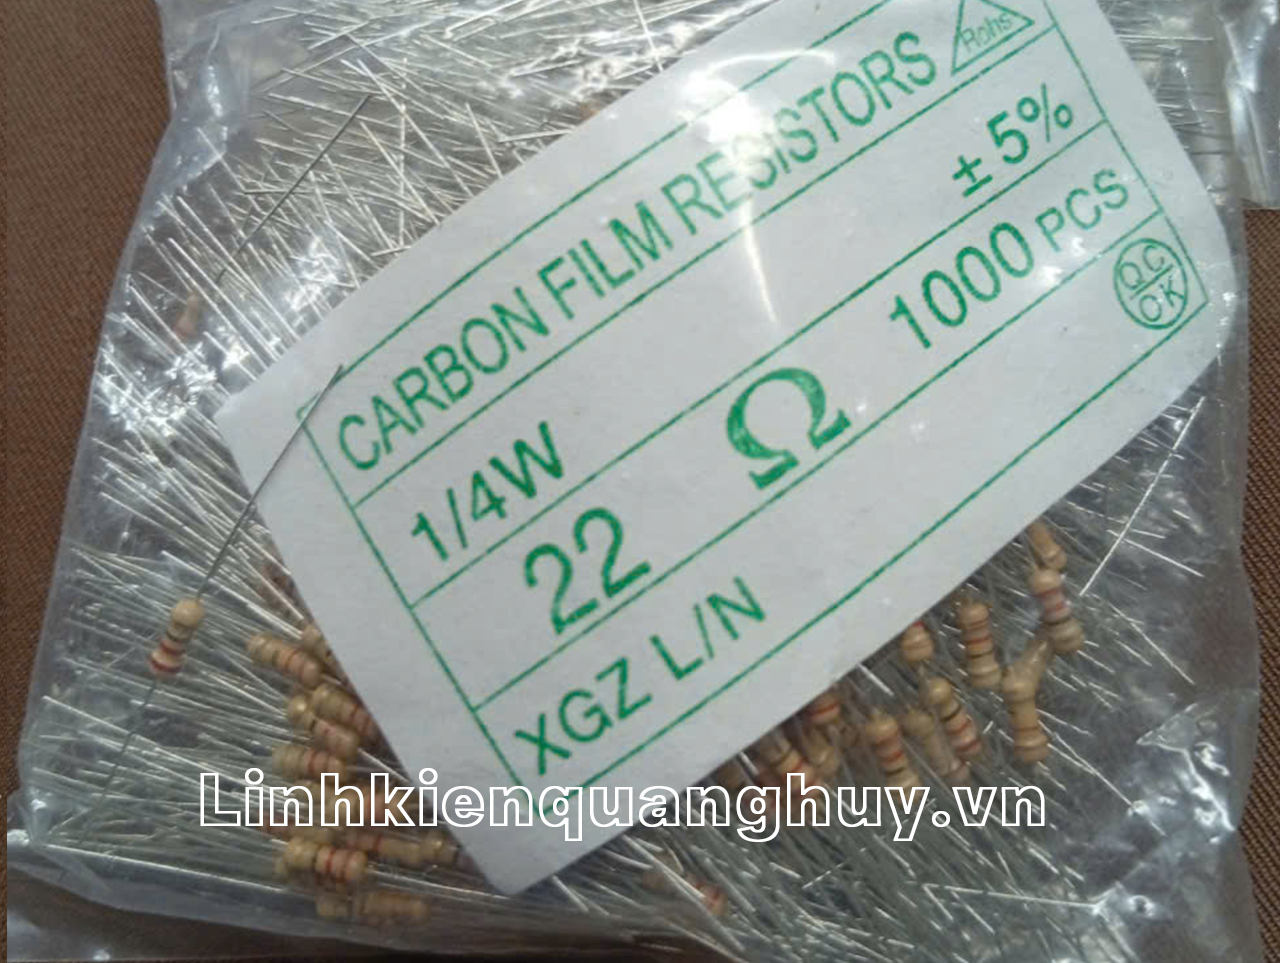 CARBON FILM RESISTORS
Rohs
1/4W ± 5%
22 Ω 1000 PCS
XGZ L/N
QC
OK
Linhkienquanghuy.vn